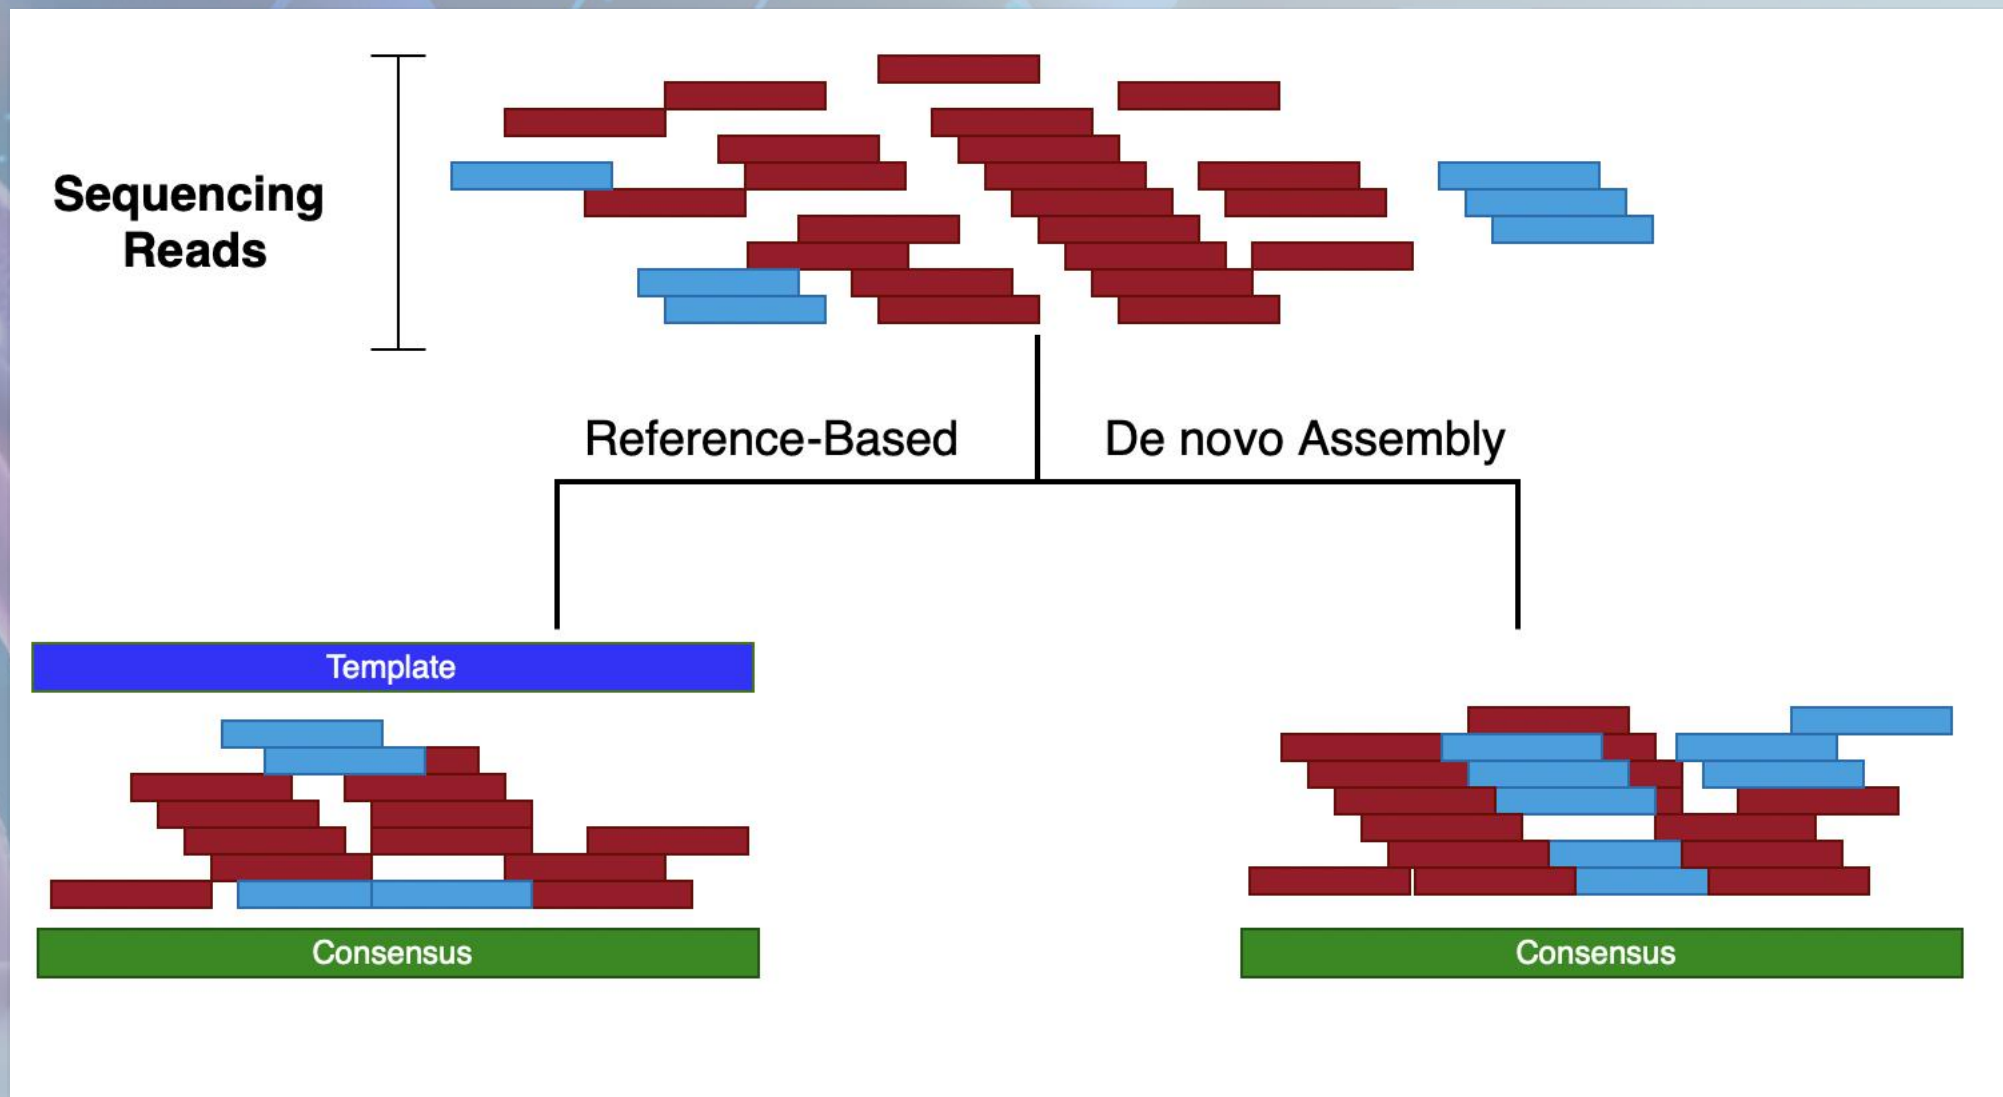 Sequencing
Reads
Reference-Based
De novo Assembly
Template
Consensus
Consensus